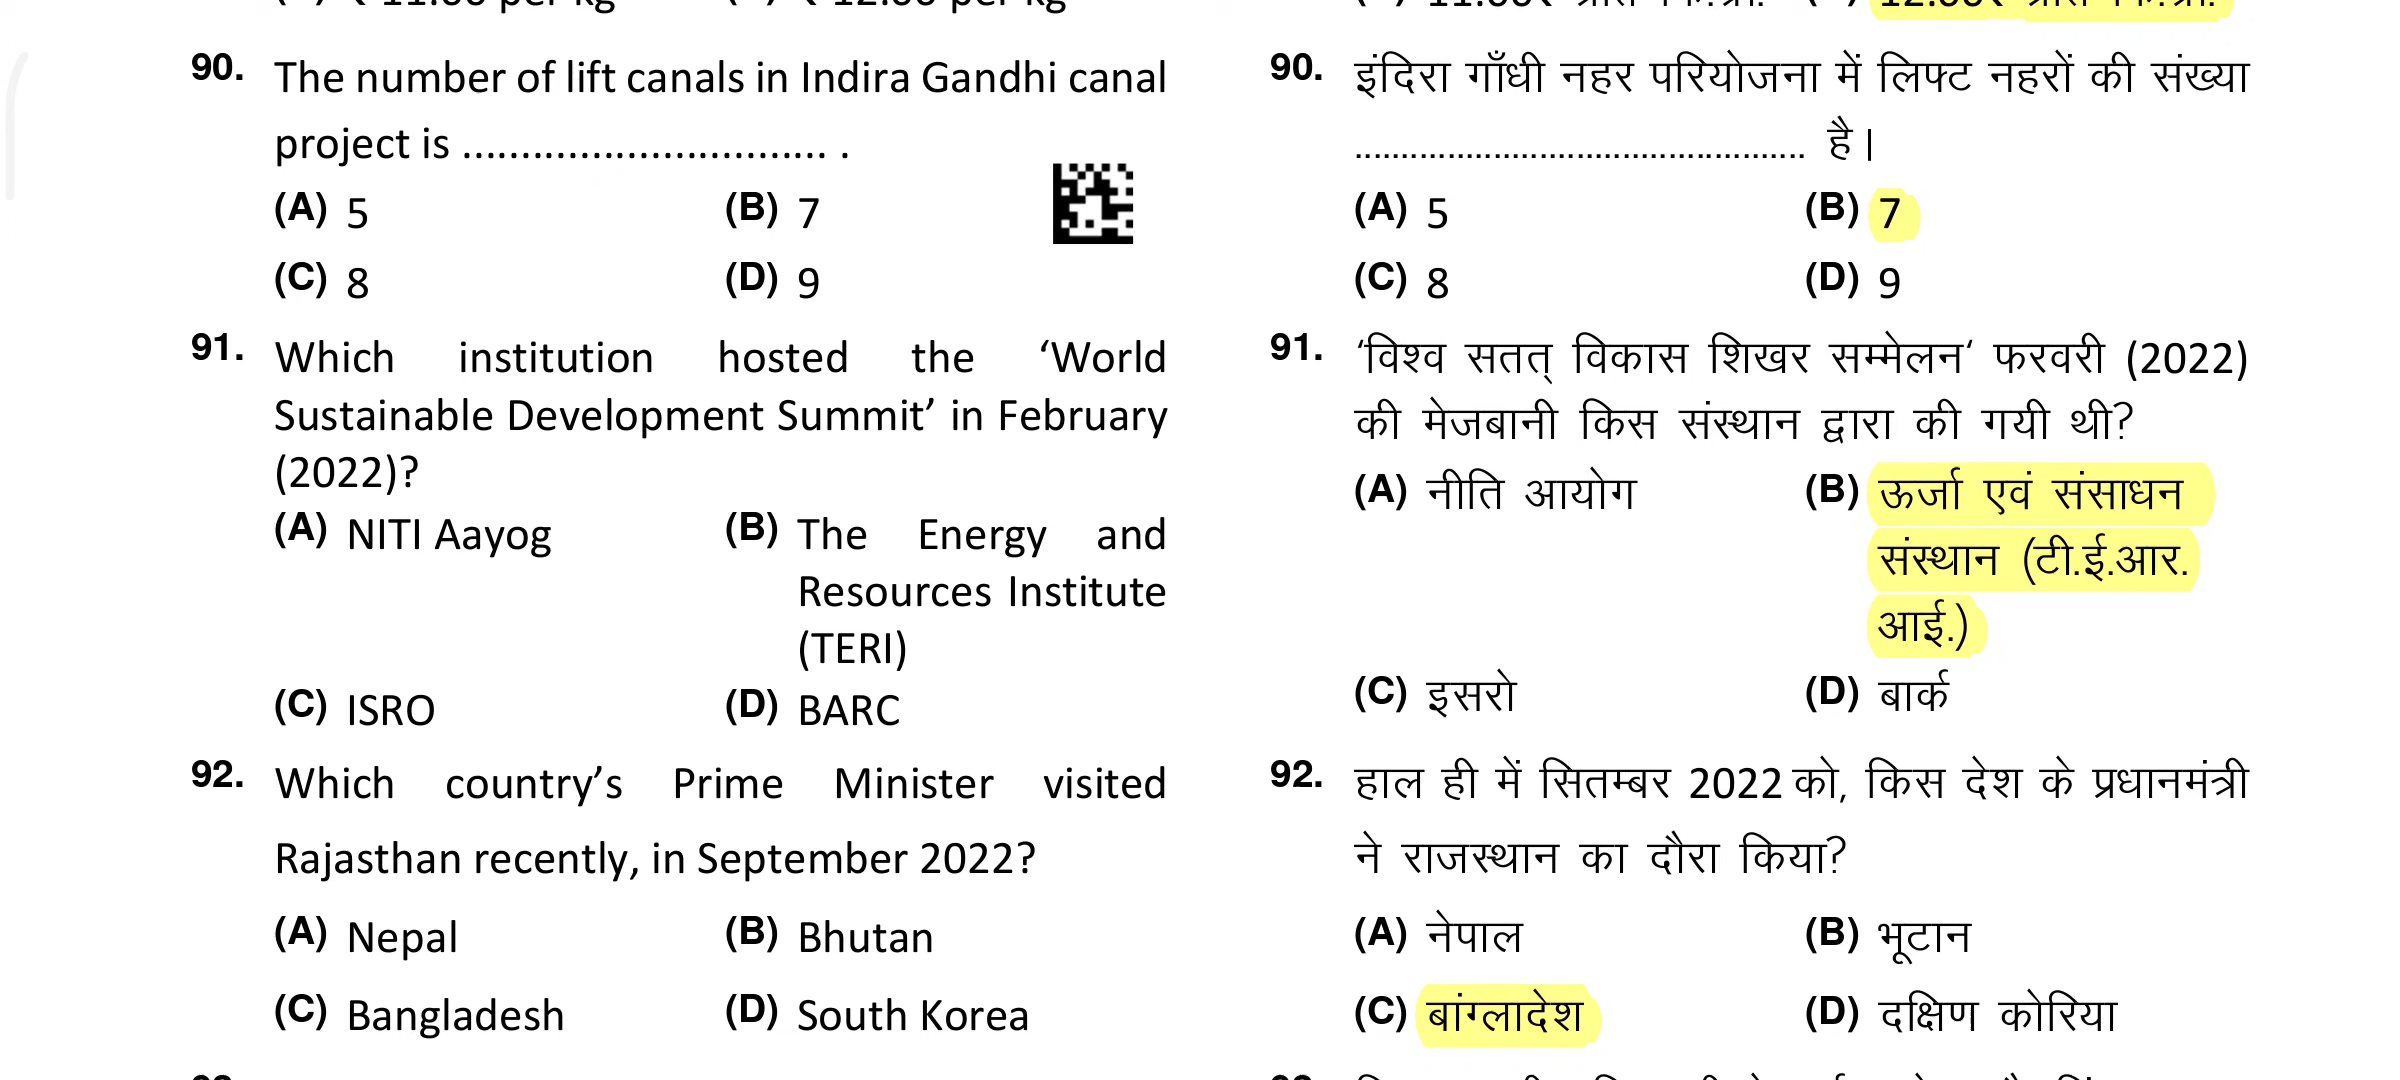 90. The number of lift canals in Indira Gandhi canal
project is ................................ .
(A) 5 (B) 7
(C) 8 (D) 9
91. Which institution hosted the ‘World
Sustainable Development Summit’ in February
(2022)?
(A) NITI Aayog (B) The Energy and
Resources Institute
(TERI)
(C) ISRO (D) BARC
92. Which country’s Prime Minister visited
Rajasthan recently, in September 2022?
(A) Nepal (B) Bhutan
(C) Bangladesh (D) South Korea
90. इंदिरा गाँधी नहर परियोजना में लिफ्ट नहरों की संख्या
................................................ है।
(A) 5 (B) 7
(C) 8 (D) 9
91. ‘विश्व सतत् विकास शिखर सम्मेलन‘ फरवरी (2022)
की मेजबानी किस संस्थान द्वारा की गयी थी?
(A) नीति आयोग (B) ऊर्जा एवं संसाधन
संस्थान (टी.ई.आर.
आई.)
(C) इसरो (D) बार्क
92. हाल ही में सितम्बर 2022 को, किस देश के प्रधानमंत्री
ने राजस्थान का दौरा किया?
(A) नेपाल (B) भूटान
(C) बांग्लादेश (D) दक्षिण कोरिया